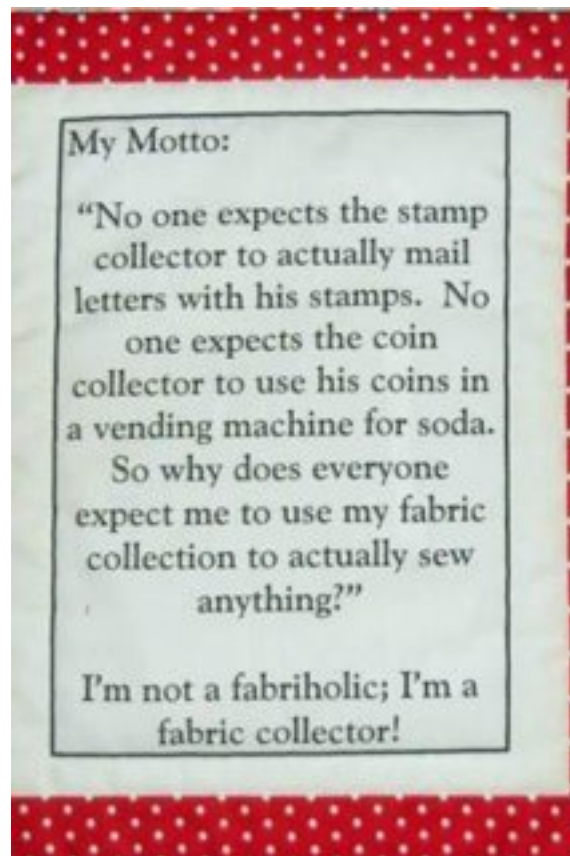 My Motto:
“No one expects the stamp
collector to actually mail
letters with his stamps.  No
one expects the coin
collector to use his coins in
a vending machine for soda.
So why does everyone
expect me to use my fabric
collection to actually sew
anything?”
I'm not a fabriholic; I'm a
fabric collector!